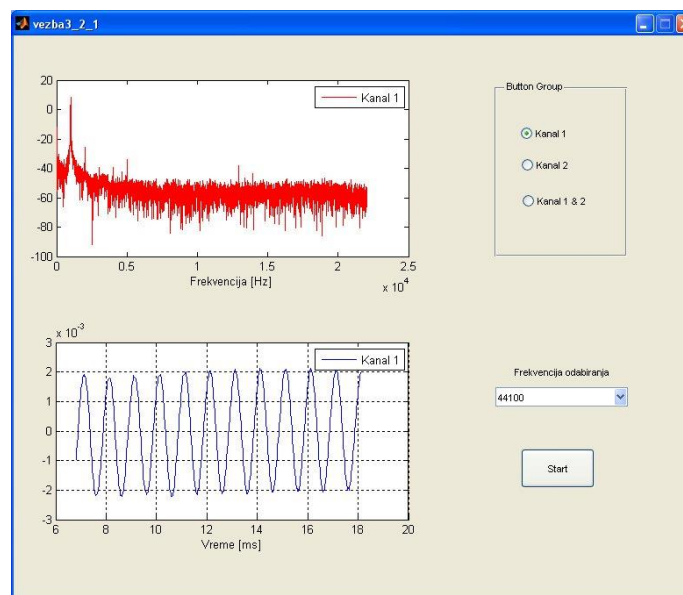 vezba3_2_1
20
0
-20
-40
-60
-80
-100
0
0.5
1
1.5
2
2.5
x 10⁴
Frekvencija [Hz]
Kanal 1
Button Group
Kanal 1
Kanal 2
Kanal 1 & 2
x 10⁻³
3
2
1
0
-1
-2
-3
6
8
10
12
14
16
18
20
Vreme [ms]
Kanal 1
Frekvencija odabiranja
44100
Start